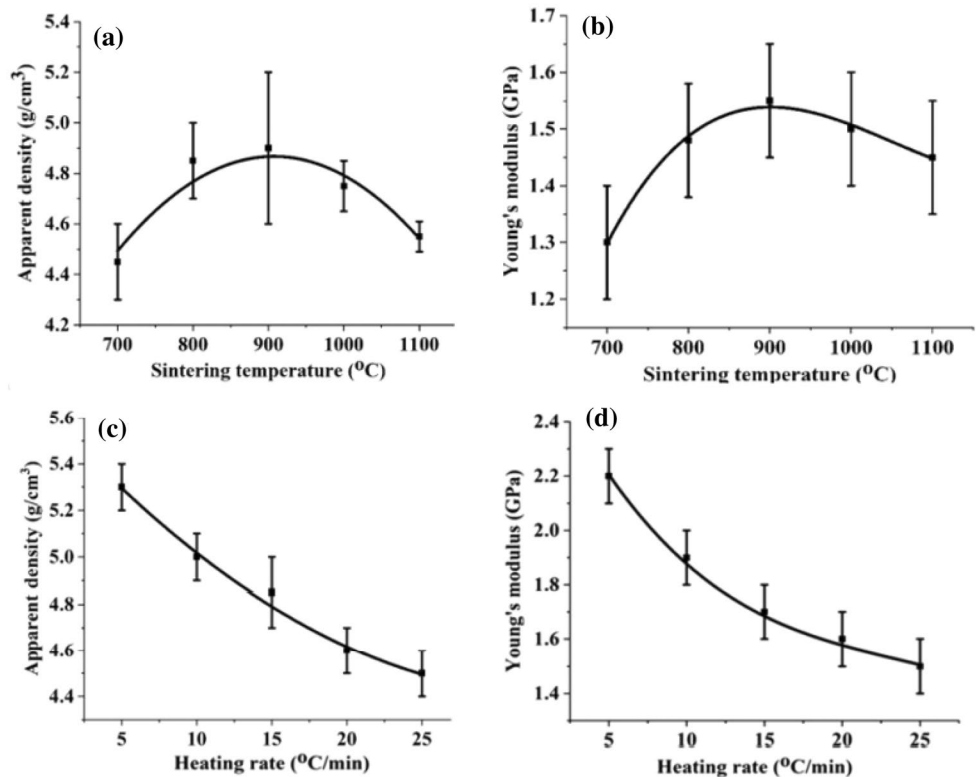 (a)
Apparent density (g/cm³)
5.4
5.2
5.0
4.8
4.6
4.4
4.2
700 800 900 1000 1100
Sintering temperature (⁰C)
(b)
Young's modulus (GPa)
1.7
1.6
1.5
1.4
1.3
1.2
700 800 900 1000 1100
Sintering temperature (⁰C)
(c)
Apparent density (g/cm³)
5.6
5.4
5.2
5.0
4.8
4.6
4.4
5 10 15 20 25
Heating rate (⁰C/min)
(d)
Young's modulus (GPa)
2.4
2.2
2.0
1.8
1.6
1.4
5 10 15 20 25
Heating rate (⁰C/min)